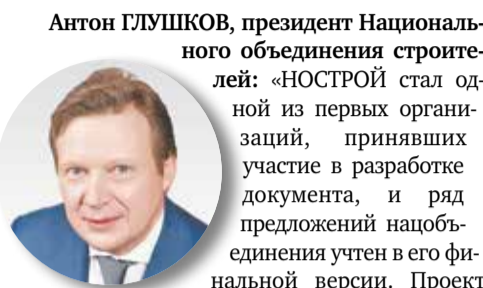 Антон ГЛУШКОВ, президент Националь-
ного объединения строите-
лей: «НОСТРОЙ стал од-
ной из первых органи-
заций, принявших
участие в разработке
документа, и ряд
предложений нацобъ-
единения учтен в его фи-
нальной версии. Проект